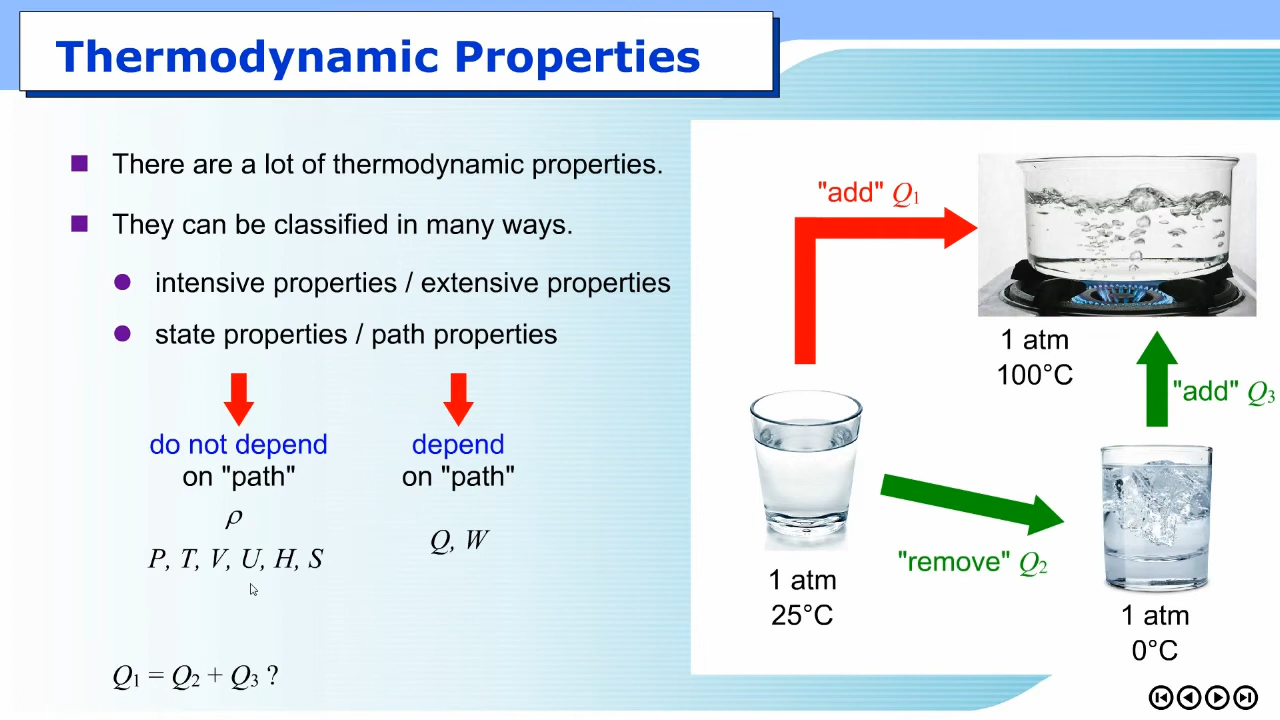 Thermodynamic Properties
There are a lot of thermodynamic properties.
They can be classified in many ways.
intensive properties / extensive properties
state properties / path properties
do not depend
on "path"
ρ
P, T, V, U, H, S
depend
on "path"
Q, W
Q₁ = Q₂ + Q₃ ?
"add" Q₁
1 atm
100°C
"add" Q₃
1 atm
25°C
"remove" Q₂
1 atm
0°C